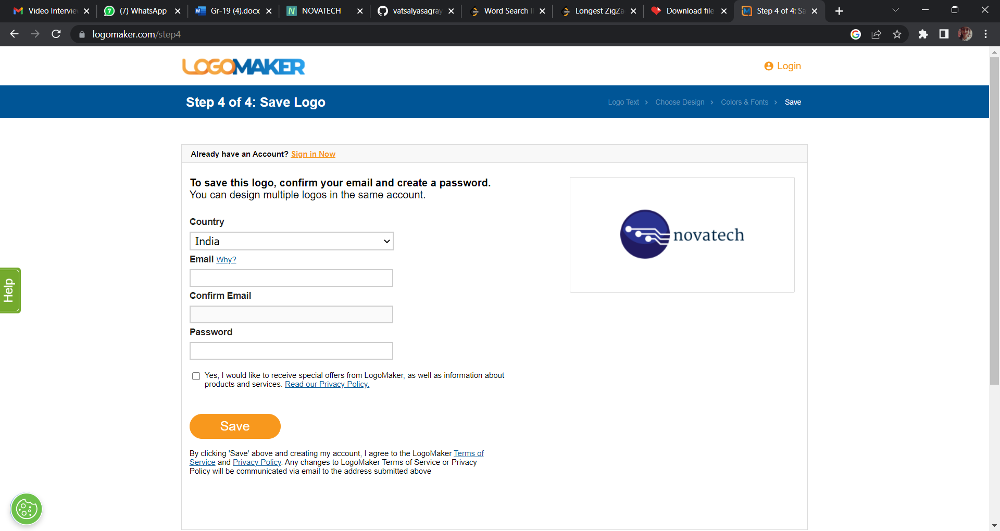 Video Intervie
(7) WhatsApp
Gr-19 (4).docx
NOVATECH
vatsalyasagray
Word Search II
Longest ZigZa
Download file
Step 4 of 4: Sa
logomaker.com/step4
LOGOMAKER
Login
Step 4 of 4: Save Logo
Logo Text > Choose Design > Colors & Fonts > Save
Already have an Account? Sign in Now
To save this logo, confirm your email and create a password.
You can design multiple logos in the same account.
novatech
Country
India
Email Why?
Confirm Email
Password
Help
Yes, I would like to receive special offers from LogoMaker, as well as information about
products and services. Read our Privacy Policy.
Save
By clicking 'Save' above and creating my account, I agree to the LogoMaker Terms of
Service and Privacy Policy. Any changes to LogoMaker Terms of Service or Privacy
Policy will be communicated via email to the address submitted above